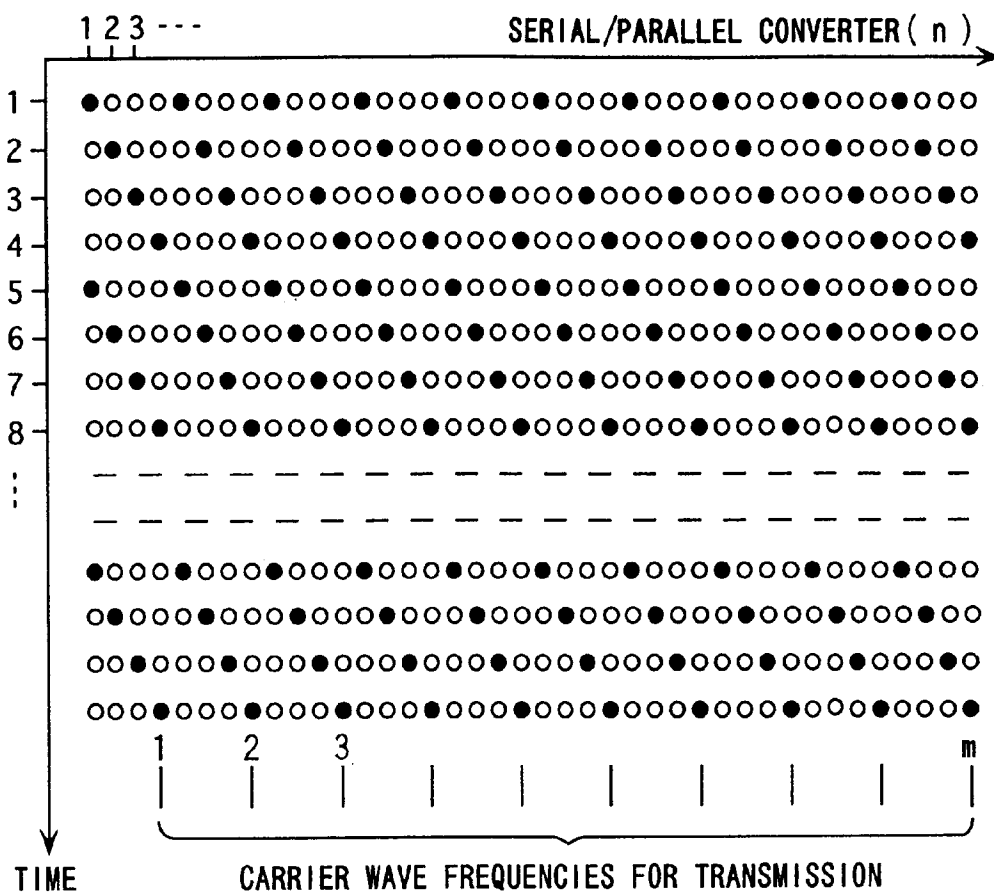 1 2 3 ---
SERIAL/PARALLEL CONVERTER ( n )
1
2
3
4
5
6
7
8
1 2 3 m
TIME
CARRIER WAVE FREQUENCIES FOR TRANSMISSION